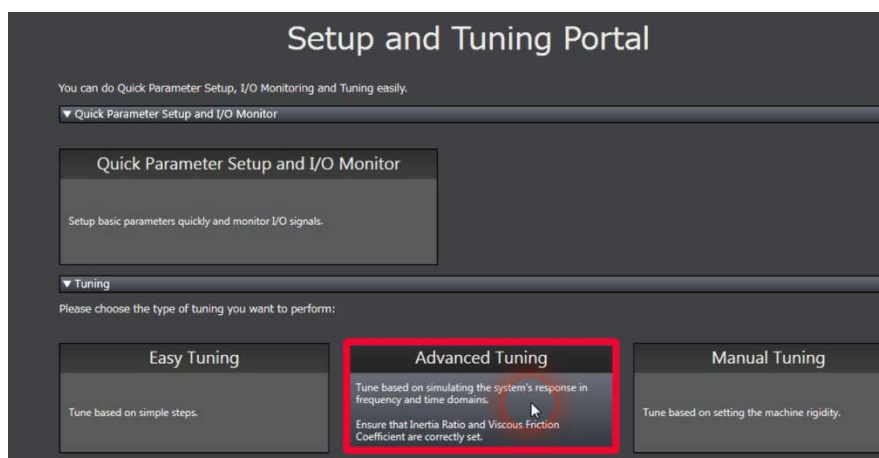 Setup and Tuning Portal
You can do Quick Parameter Setup, I/O Monitoring and Tuning easily.
▼ Quick Parameter Setup and I/O Monitor
Quick Parameter Setup and I/O Monitor
Setup basic parameters quickly and monitor I/O signals.
▼ Tuning
Please choose the type of tuning you want to perform:
Easy Tuning
Tune based on simple steps.
Advanced Tuning
Tune based on simulating the system's response in
frequency and time domains.
Ensure that Inertia Ratio and Viscous Friction
Coefficient are correctly set.
Manual Tuning
Tune based on setting the machine rigidity.